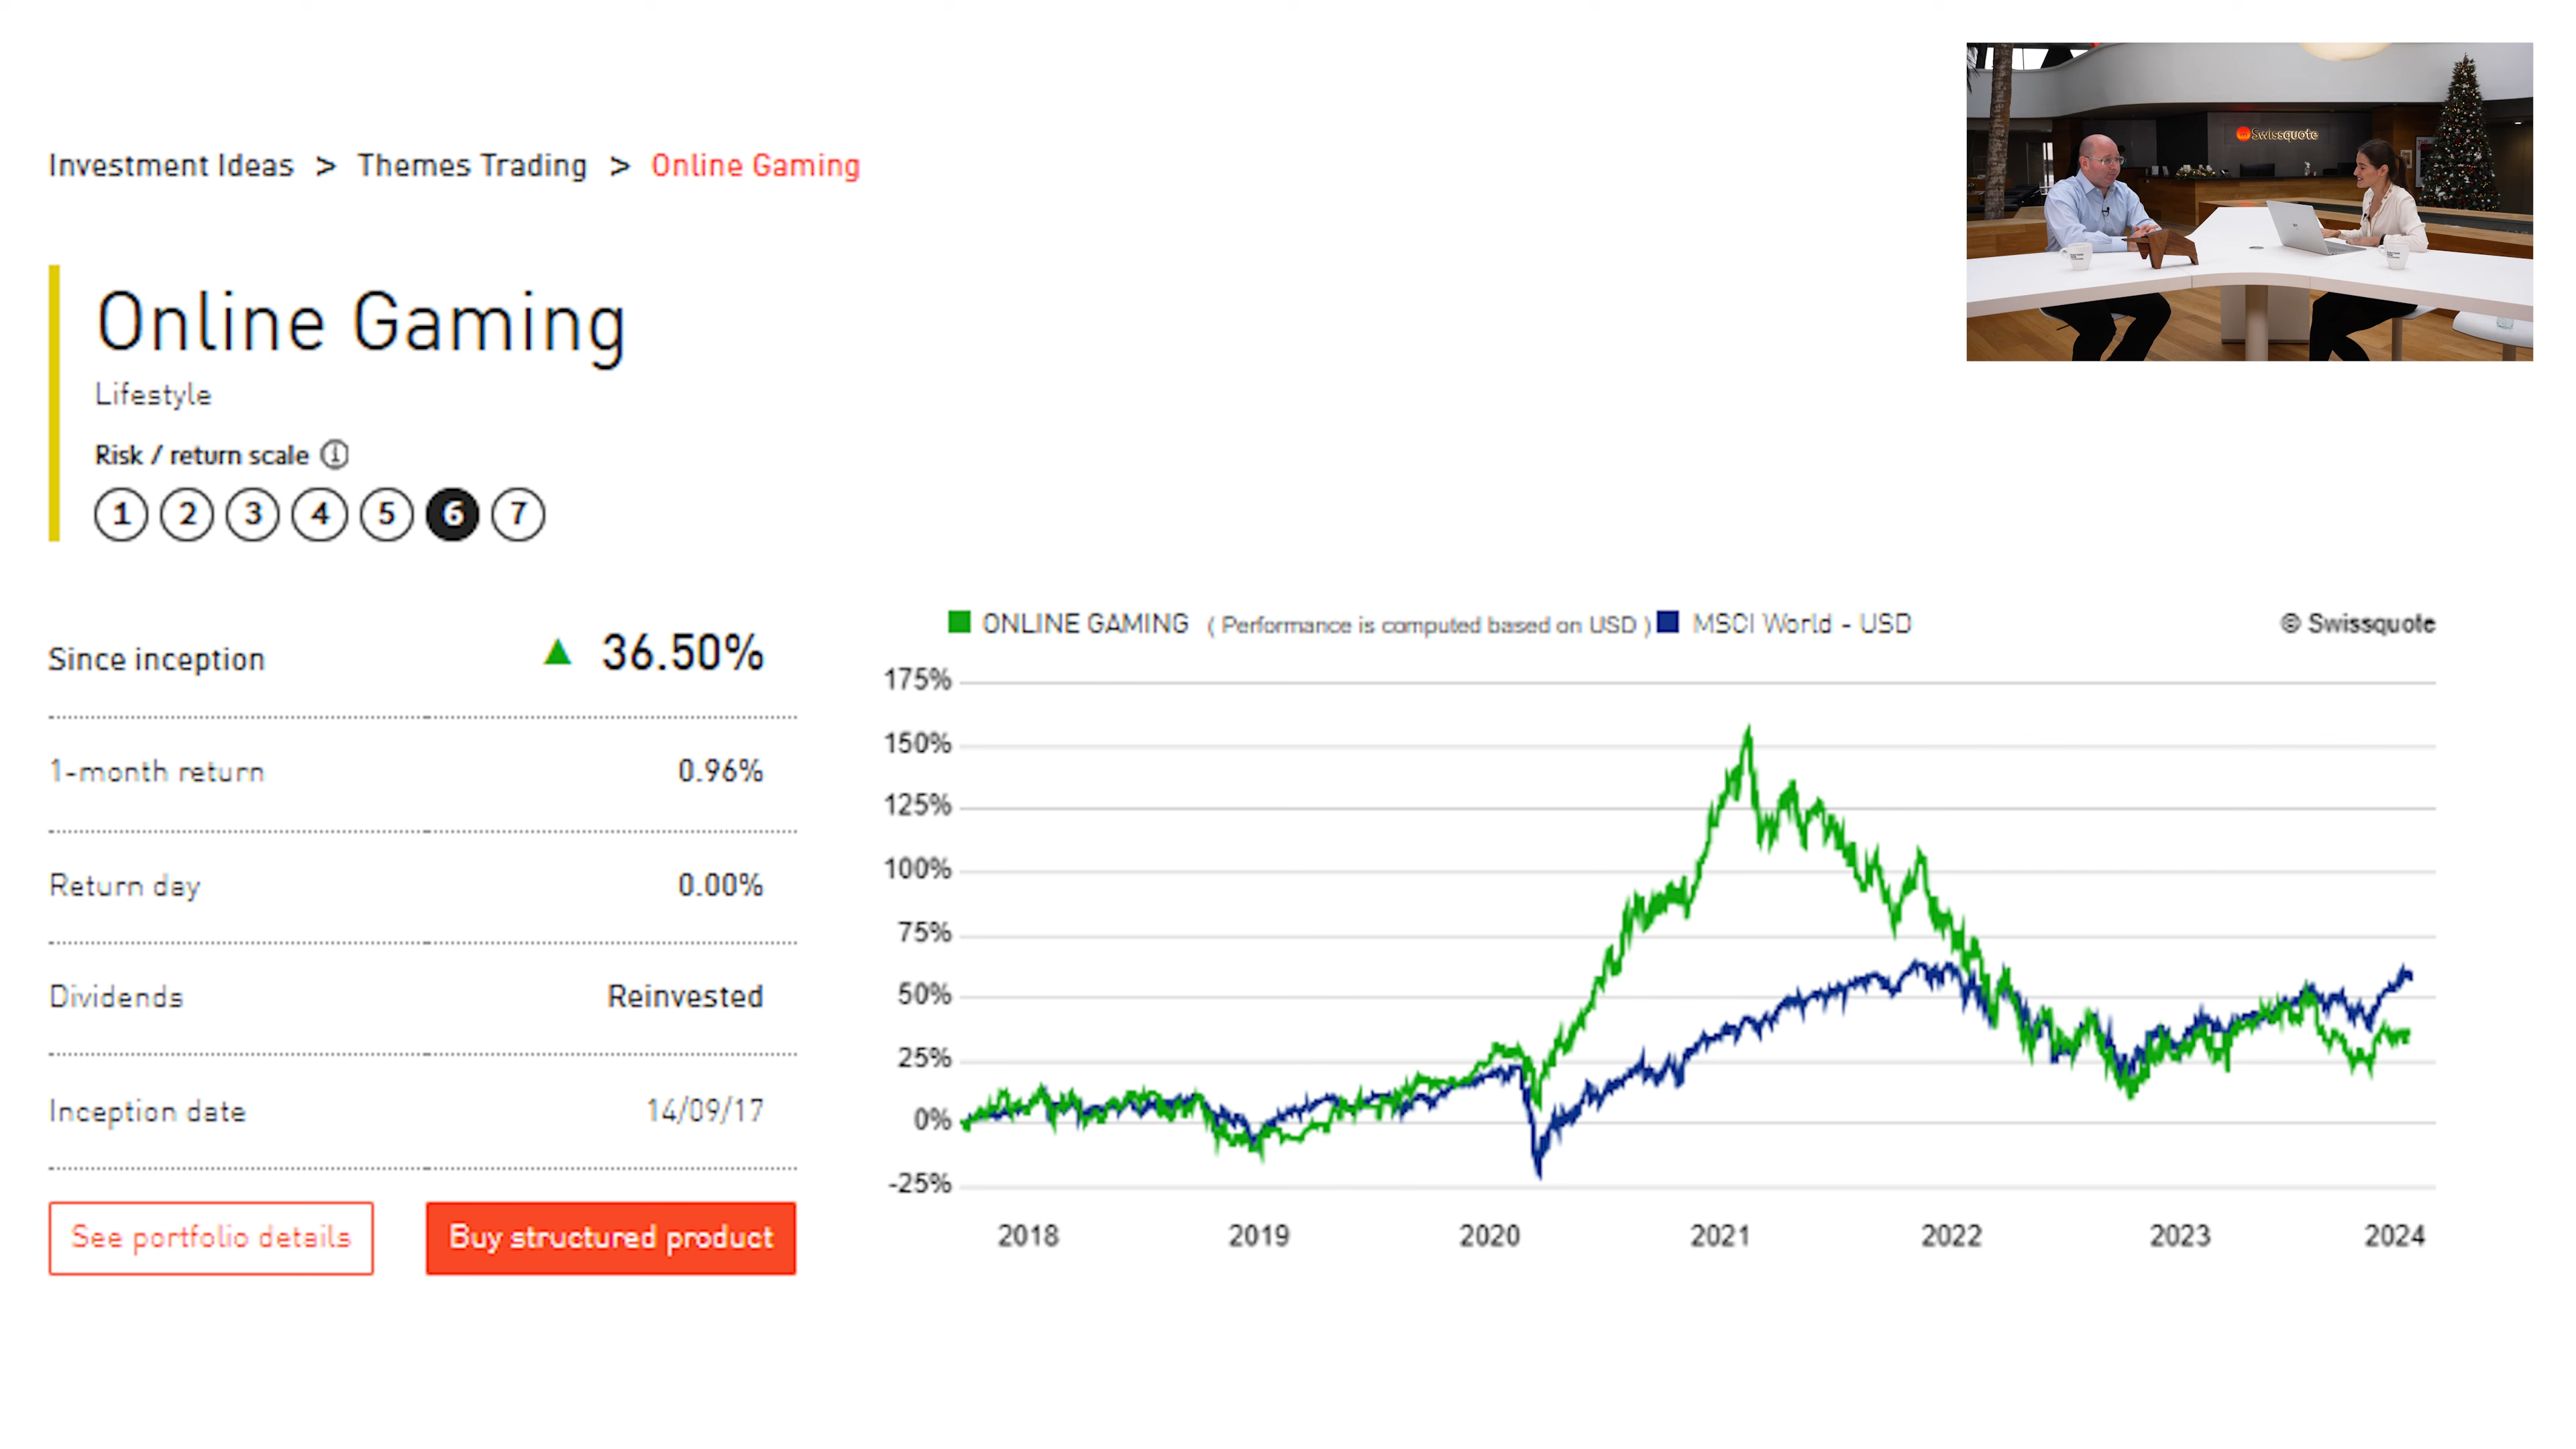 Investment Ideas > Themes Trading > Online Gaming
Swissquote
Online Gaming
Lifestyle
Risk / return scale
1 2 3 4 5 6 7
Since inception ▲ 36.50%
1-month return 0.96%
Return day 0.00%
Dividends Reinvested
Inception date 14/09/17
See portfolio details Buy structured product
ONLINE GAMING ( Performance is computed based on USD ) MSCI World - USD © Swissquote
175%
150%
125%
100%
75%
50%
25%
0%
-25%
2018 2019 2020 2021 2022 2023 2024